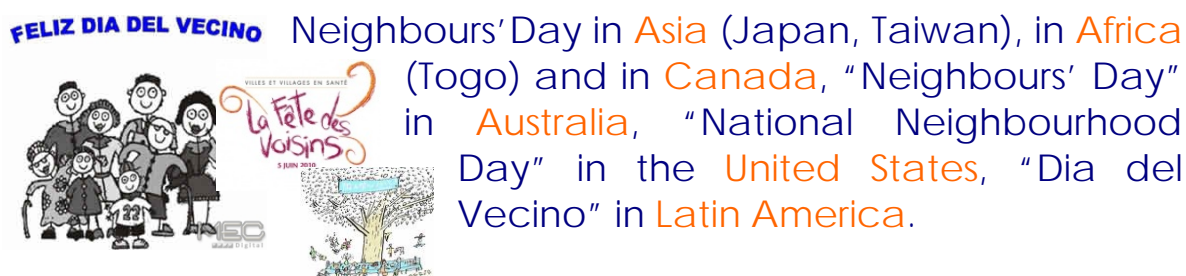 FELIZ DIA DEL VECINO
Neighbours' Day in Asia (Japan, Taiwan), in Africa
(Togo) and in Canada, "Neighbours' Day"
in Australia, "National Neighbourhood
Day" in the United States, "Dia del
Vecino" in Latin America.
VILLES ET VILLAGES EN SANTÉ
La Fête des
Voisins
5 JUIN 2010
22
MEC
Digital